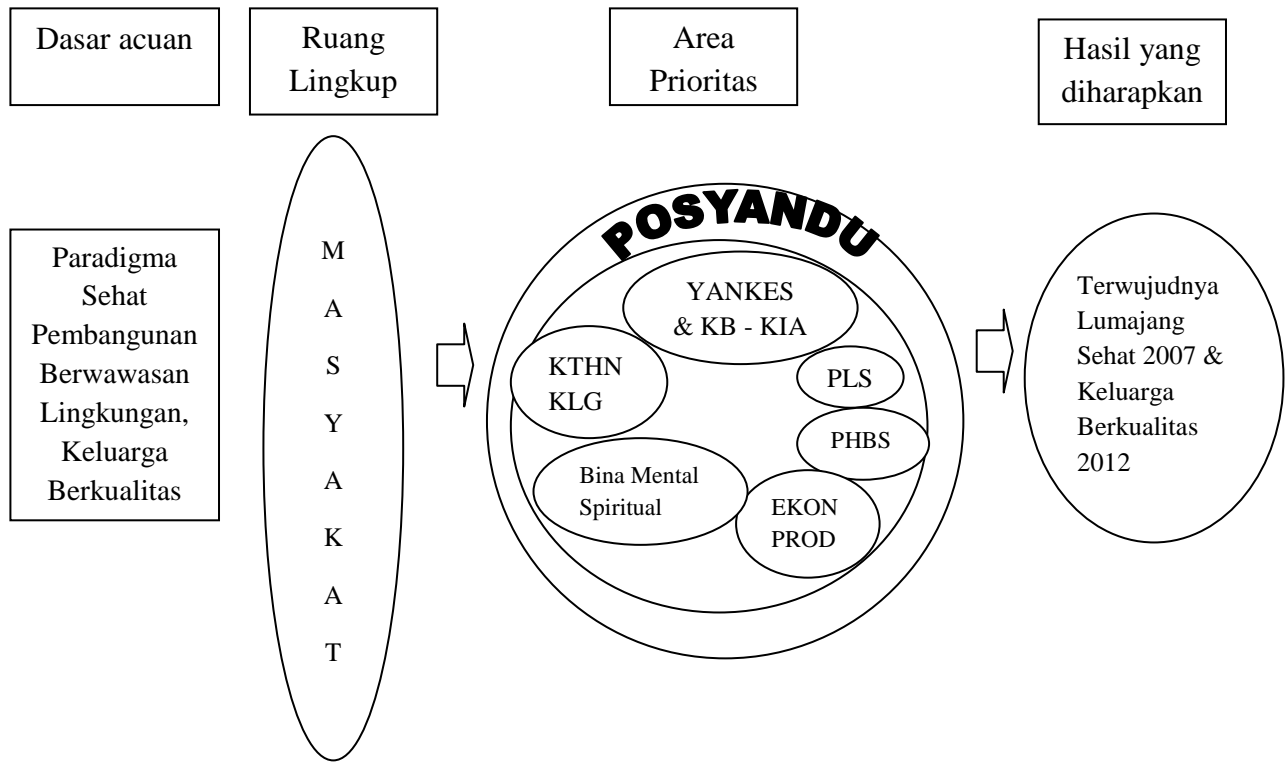 Dasar acuan
Ruang
Lingkup
Area
Prioritas
Hasil yang
diharapkan
Paradigma
Sehat
Pembangunan
Berwawasan
Lingkungan,
Keluarga
Berkualitas
M
A
S
Y
A
K
A
T
POSYANDU
YANKES
& KB - KIA
KTHN
KLG
PLS
PHBS
Bina Mental
Spiritual
EKON
PROD
Terwujudnya
Lumajang
Sehat 2007 &
Keluarga
Berkualitas
2012